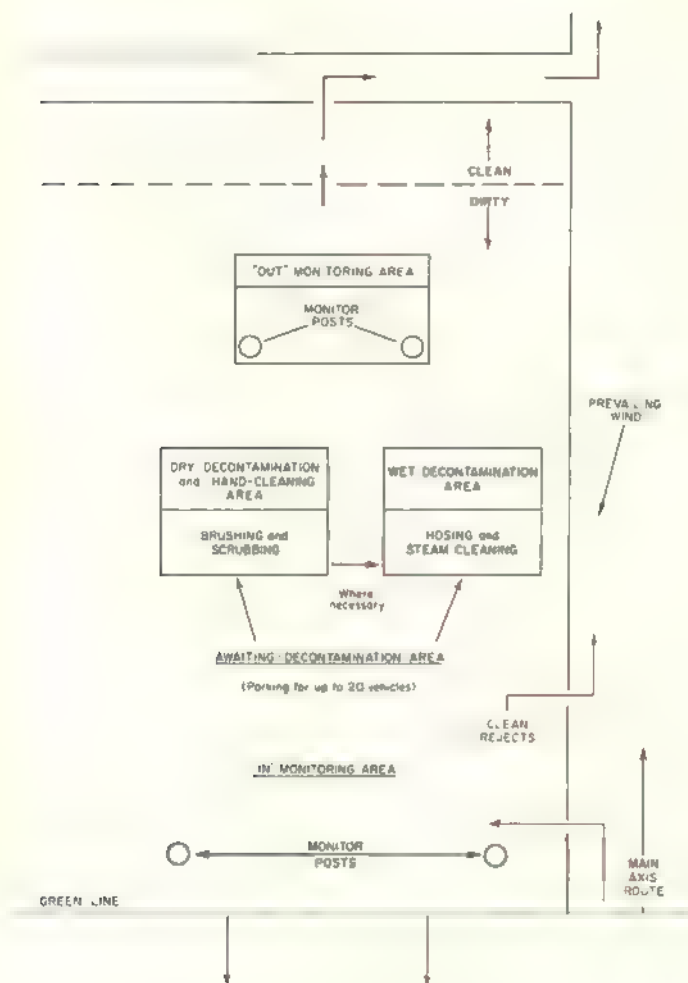 CLEAN
DIRTY
"OUT" MONITORING AREA
MONITOR
POSTS
PREVAILING
WIND
DRY DECONTAMINATION
and HAND-CLEANING
AREA
BRUSHING and
SCRUBBING
WET DECONTAMINATION
AREA
HOSING and
STEAM CLEANING
Where
necessary
AWAITING DECONTAMINATION AREA
(Parking for up to 20 vehicles)
CLEAN
REJECTS
'IN' MONITORING AREA
MONITOR
POSTS
MAIN
AXIS
ROUTE
GREEN LINE